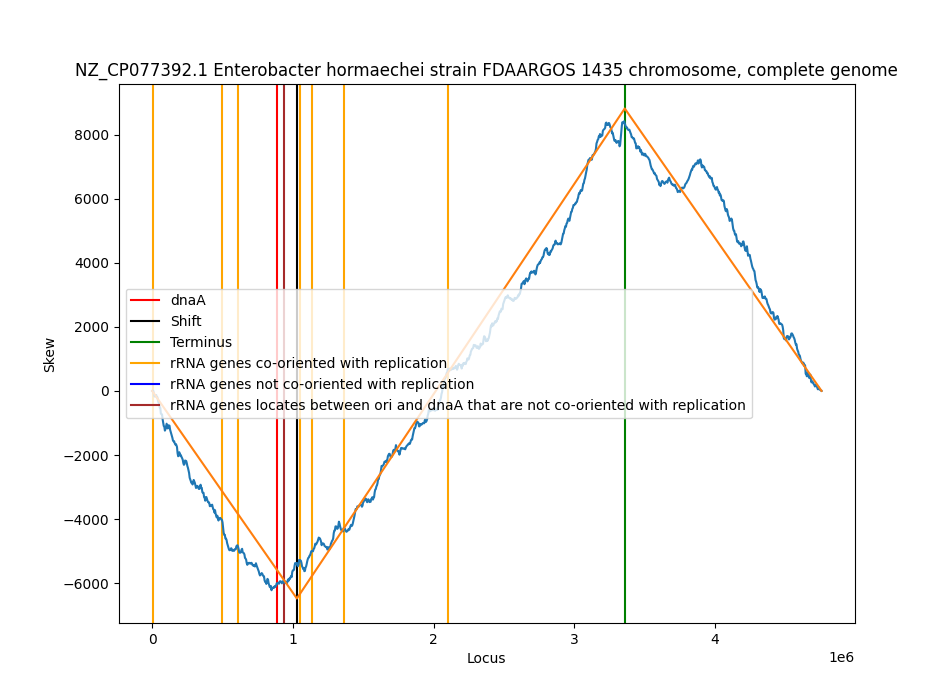 NZ_CP077392.1 Enterobacter hormaechei strain FDAARGOS 1435 chromosome, complete genome
8000
6000
4000
2000
0
−2000
−4000
−6000
Skew
dnaA
Shift
Terminus
rRNA genes co-oriented with replication
rRNA genes not co-oriented with replication
rRNA genes locates between ori and dnaA that are not co-oriented with replication
0 1 2 3 4
Locus
1e6